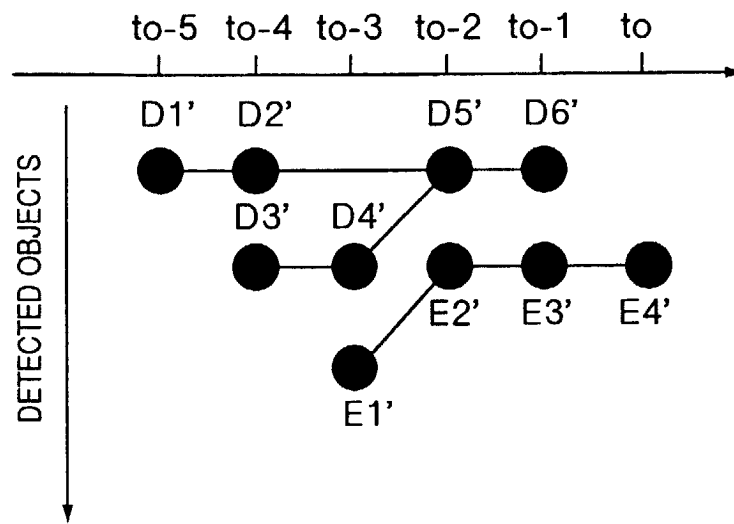 to-5 to-4 to-3 to-2 to-1 to
D1' D2' D5' D6'
D3' D4'
E2' E3' E4'
E1'
DETECTED OBJECTS